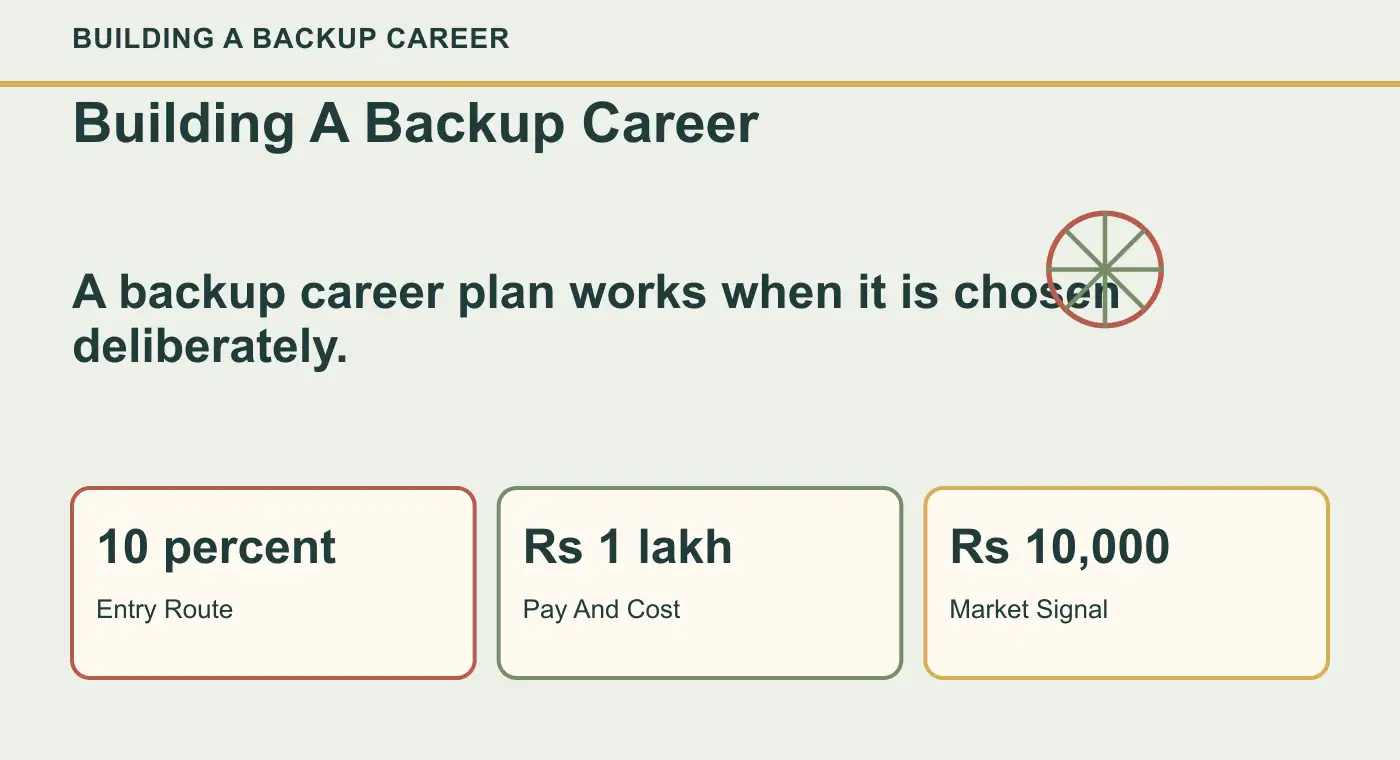 BUILDING A BACKUP CAREER
Building A Backup Career
A backup career plan works when it is chosen
deliberately.
10 percent
Entry Route
Rs 1 lakh
Pay And Cost
Rs 10,000
Market Signal